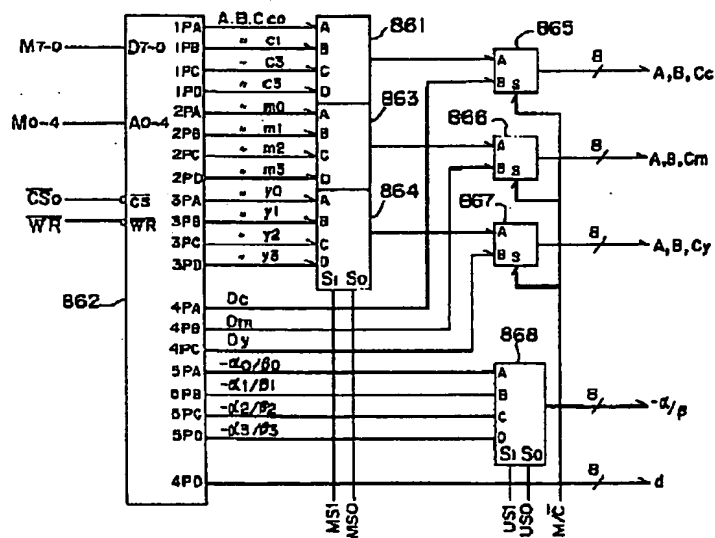 A.B.Cc0 861
1PA A 865
M7-0 D7-0 1PB " c1 B
1PC " c3 C A 8 A, B, Cc
1PD " c3 D B S
2PA " m0 A 863
M0-4 A0-4 2PB " m1 B 866
2PC " m2 C A 8 A, B, Cm
2PD " m3 D B S
3PA " y0 A 864
CS0 CS 3PB " y1 B 867
WR WR 3PC " y2 C A 8 A, B, Cy
3PD " y3 D B S
S1 S0
862
4PA Dc
4PB Dm
4PC Dy 868
5PA -α0/β0 A
5PB -α1/β1 B 8 -α/β
5PC -α2/β2 C
5PD -α3/β3 D
S1 S0
4PD 8 d
MS1 MS0 US1 US0 M/C